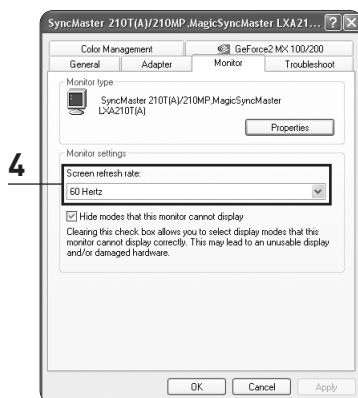 SyncMaster 210T(A)/210MP,MagicSyncMaster LXA21...
Color Management
GeForce2 MX 100/200
General
Adapter
Monitor
Troubleshoot
Monitor type
SyncMaster 210T(A)/210MP,MagicSyncMaster
LXA210T(A)
Properties
Monitor settings
4
Screen refresh rate:
60 Hertz
Hide modes that this monitor cannot display
Clearing this check box allows you to select display modes that this
monitor cannot display correctly. This may lead to an unusable display
and/or damaged hardware.
OK
Cancel
Apply